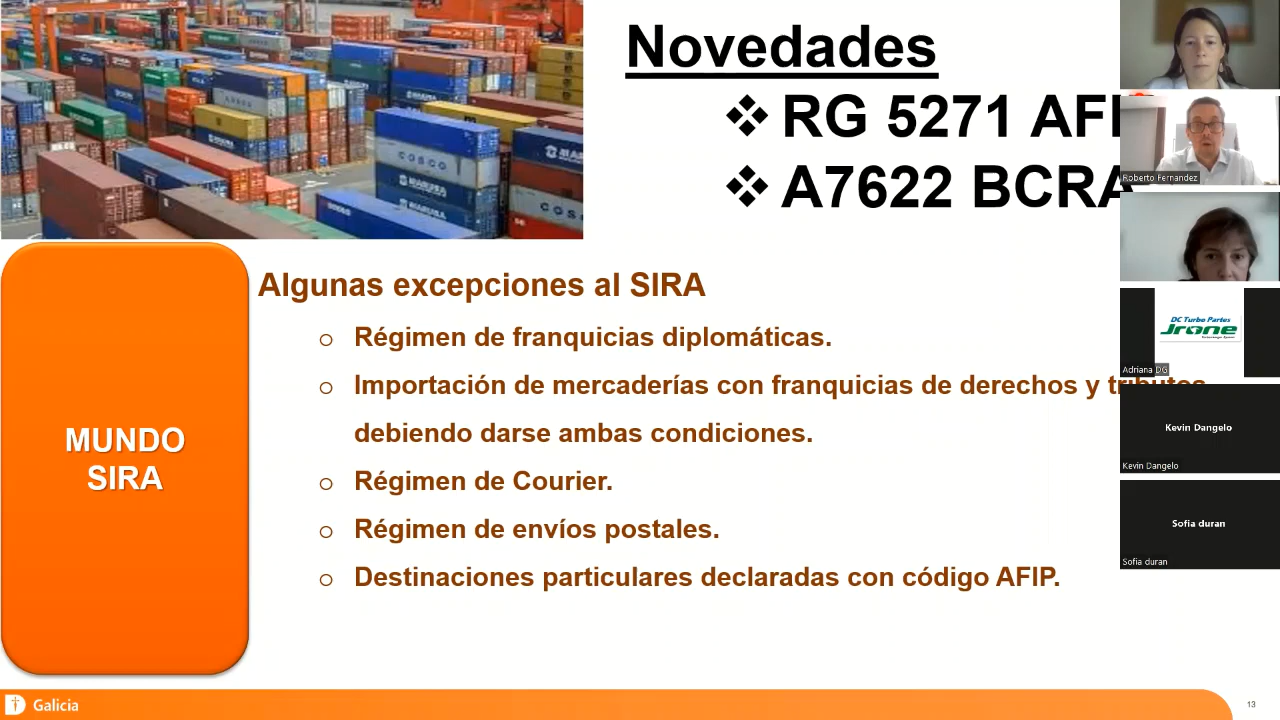 Novedades
❖ RG 5271 AFI
❖ A7622 BCRA
Algunas excepciones al SIRA
o Régimen de franquicias diplomáticas.
o Importación de mercaderías con franquicias de derechos y tributos
debiendo darse ambas condiciones.
o Régimen de Courier.
o Régimen de envíos postales.
o Destinaciones particulares declaradas con código AFIP.
MUNDO
SIRA
Galicia
13
Roberto Fernandez
DC Turbo Partes
Jrone
Adriana DG
Kevin Dangelo
Kevin Dangelo
Sofia duran
Sofia duran
COSCO